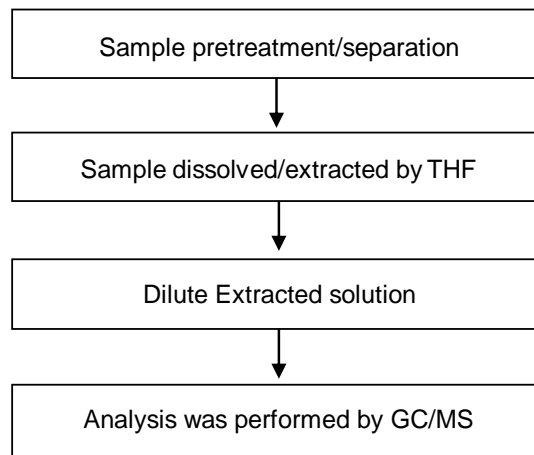 Sample pretreatment/separation
Sample dissolved/extracted by THF
Dilute Extracted solution
Analysis was performed by GC/MS